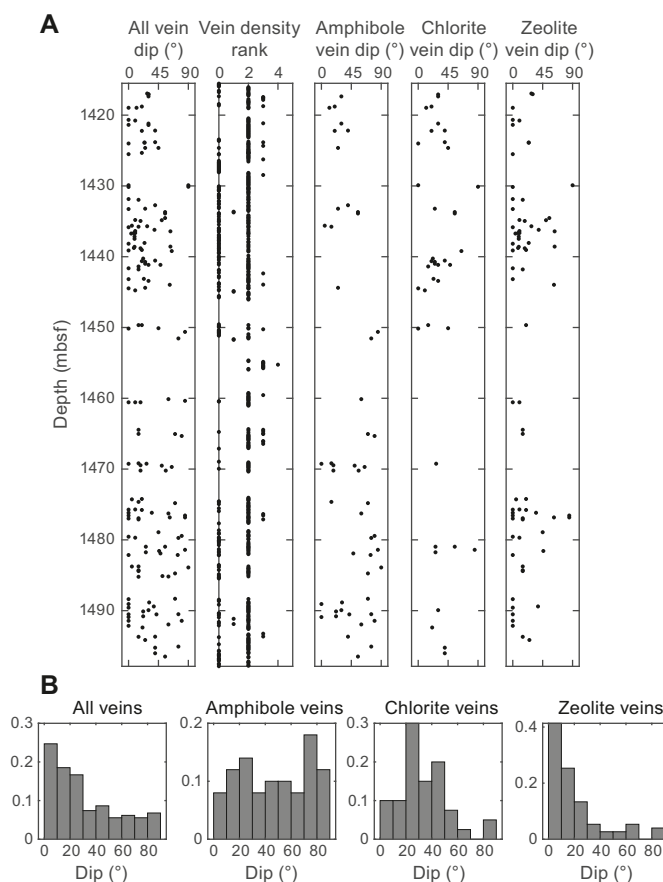 A
All vein
dip (°)
Vein density
rank
Amphibole
vein dip (°)
Chlorite
vein dip (°)
Zeolite
vein dip (°)
0 45 90
0 2 4
0 45 90
0 45 90
0 45 90
Depth (mbsf)
1420
1430
1440
1450
1460
1470
1480
1490
B
All veins
0.3
0.2
0.1
0
0 20 40 60 80
Dip (°)
Amphibole veins
0.2
0.1
0
0 20 40 60 80
Dip (°)
Chlorite veins
0.3
0.2
0.1
0
0 20 40 60 80
Dip (°)
Zeolite veins
0.4
0.2
0
0 20 40 60 80
Dip (°)